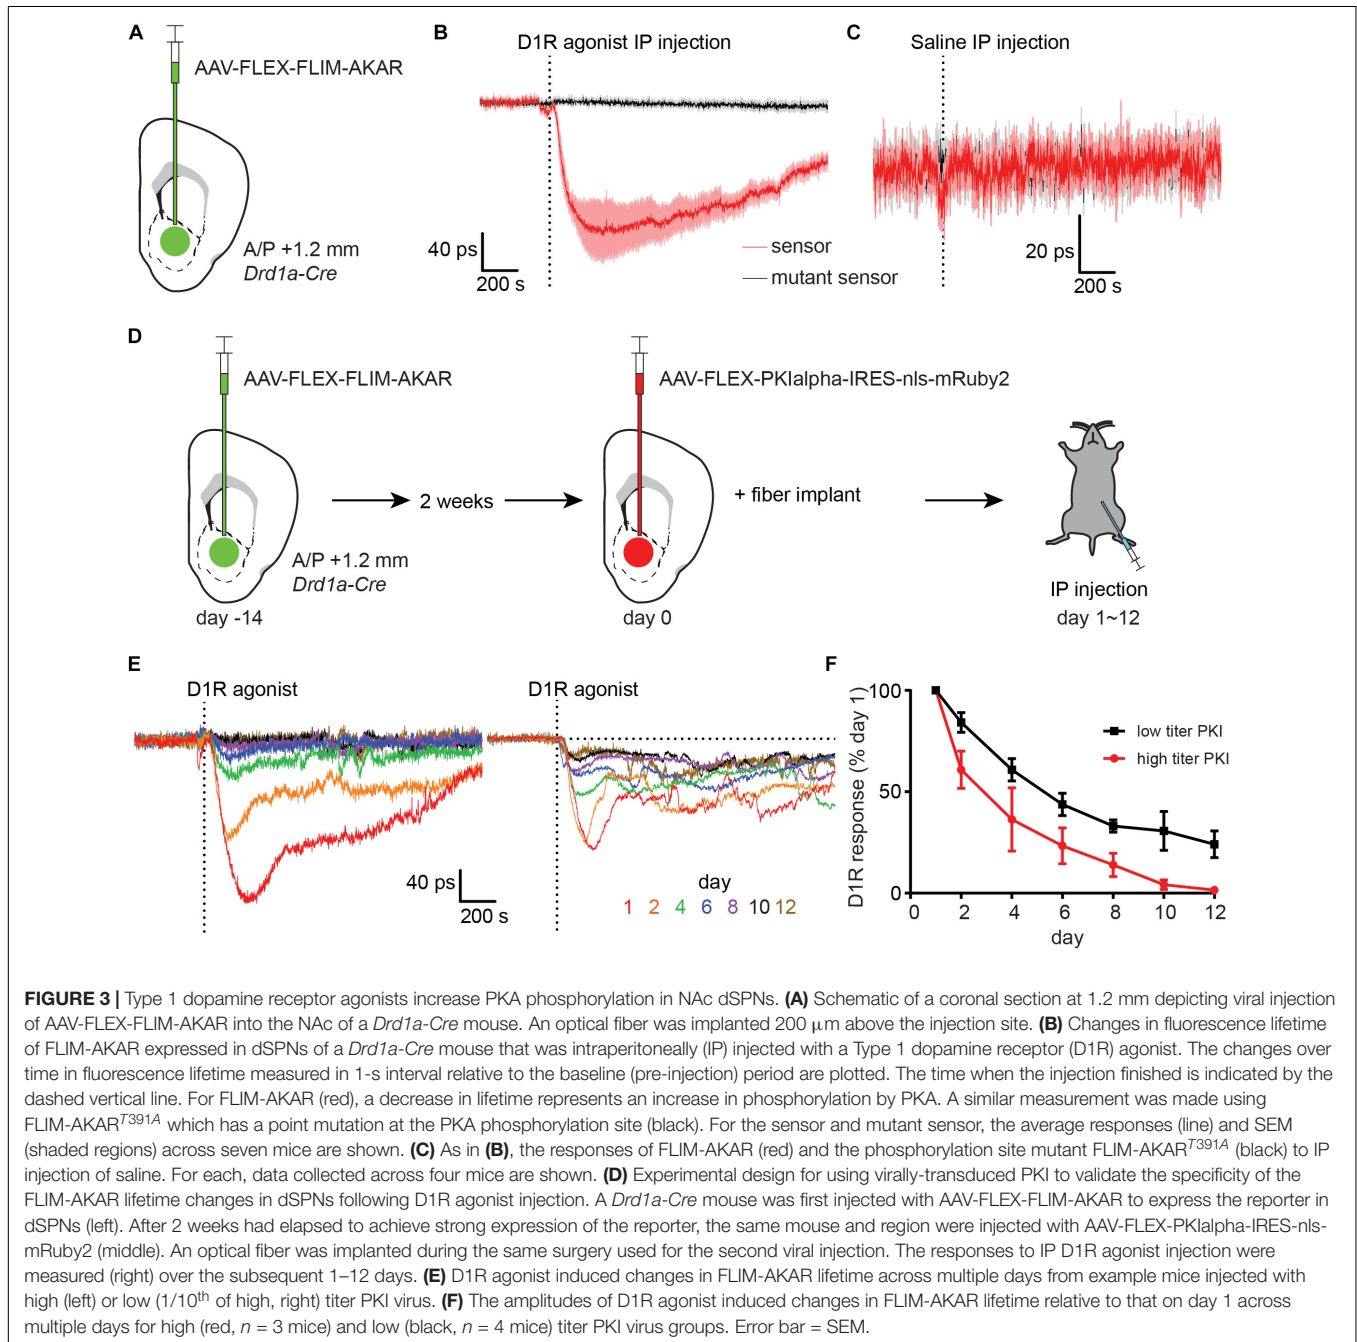 A
AAV-FLEX-FLIM-AKAR
A/P +1.2 mm
Drd1a-Cre
B
D1R agonist IP injection
40 ps
200 s
sensor
mutant sensor
C
Saline IP injection
20 ps
200 s
D
AAV-FLEX-FLIM-AKAR
A/P +1.2 mm
Drd1a-Cre
day -14
2 weeks
AAV-FLEX-PKIalpha-IRES-nls-mRuby2
+ fiber implant
day 0
IP injection
day 1~12
E
D1R agonist
D1R agonist
40 ps
200 s
day
1 2 4 6 8 10 12
F
D1R response (% day 1)
100
50
0
low titer PKI
high titer PKI
0 2 4 6 8 10 12
day
FIGURE 3 | Type 1 dopamine receptor agonists increase PKA phosphorylation in NAc dSPNs. (A) Schematic of a coronal section at 1.2 mm depicting viral injection
of AAV-FLEX-FLIM-AKAR into the NAc of a Drd1a-Cre mouse. An optical fiber was implanted 200 μm above the injection site. (B) Changes in fluorescence lifetime
of FLIM-AKAR expressed in dSPNs of a Drd1a-Cre mouse that was intraperitoneally (IP) injected with a Type 1 dopamine receptor (D1R) agonist. The changes over
time in fluorescence lifetime measured in 1-s interval relative to the baseline (pre-injection) period are plotted. The time when the injection finished is indicated by the
dashed vertical line. For FLIM-AKAR (red), a decrease in lifetime represents an increase in phosphorylation by PKA. A similar measurement was made using
FLIM-AKART391A which has a point mutation at the PKA phosphorylation site (black). For the sensor and mutant sensor, the average responses (line) and SEM
(shaded regions) across seven mice are shown. (C) As in (B), the responses of FLIM-AKAR (red) and the phosphorylation site mutant FLIM-AKART391A (black) to IP
injection of saline. For each, data collected across four mice are shown. (D) Experimental design for using virally-transduced PKI to validate the specificity of the
FLIM-AKAR lifetime changes in dSPNs following D1R agonist injection. A Drd1a-Cre mouse was first injected with AAV-FLEX-FLIM-AKAR to express the reporter in
dSPNs (left). After 2 weeks had elapsed to achieve strong expression of the reporter, the same mouse and region were injected with AAV-FLEX-PKIalpha-IRES-nls-
mRuby2 (middle). An optical fiber was implanted during the same surgery used for the second viral injection. The responses to IP D1R agonist injection were
measured (right) over the subsequent 1–12 days. (E) D1R agonist induced changes in FLIM-AKAR lifetime across multiple days from example mice injected with
high (left) or low (1/10th of high, right) titer PKI virus. (F) The amplitudes of D1R agonist induced changes in FLIM-AKAR lifetime relative to that on day 1 across
multiple days for high (red, n = 3 mice) and low (black, n = 4 mice) titer PKI virus groups. Error bar = SEM.